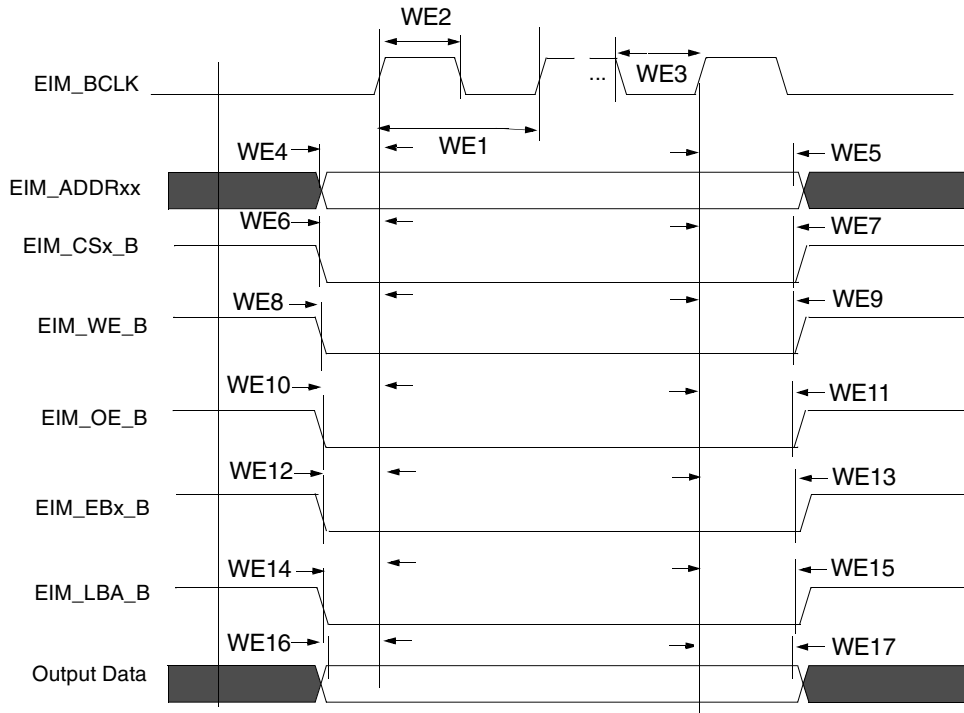 WE2
EIM_BCLK
...
WE3
WE1
WE4
WE5
EIM_ADDRxx
WE6
WE7
EIM_CSx_B
WE8
WE9
EIM_WE_B
WE10
WE11
EIM_OE_B
WE12
WE13
EIM_EBx_B
WE14
WE15
EIM_LBA_B
WE16
WE17
Output Data